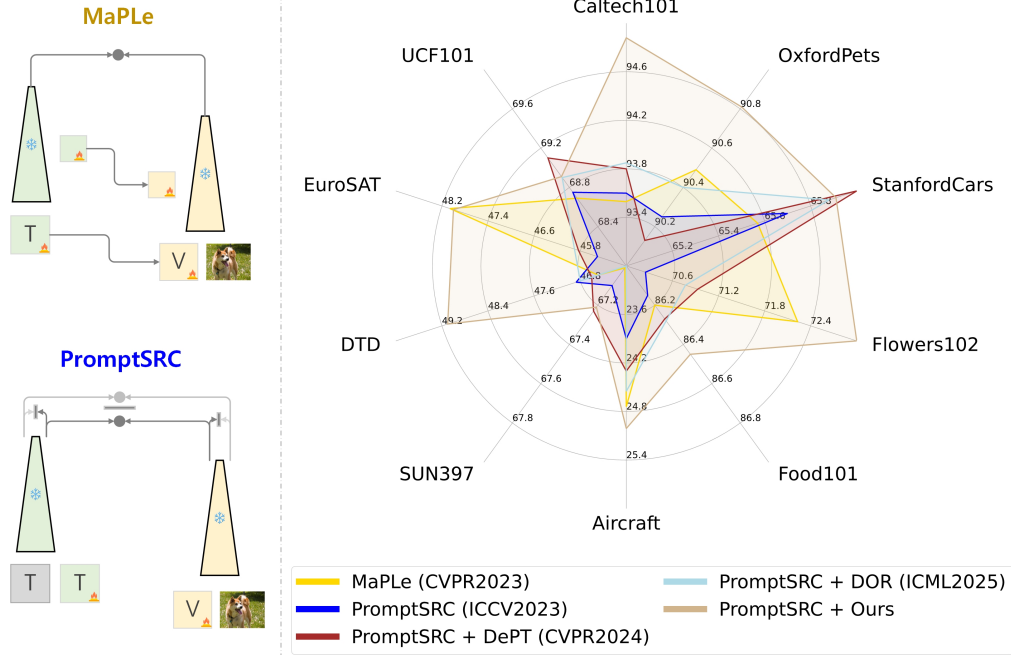 MaPLe
T
V
PromptSRC
T
T
V
Caltech101
OxfordPets
StanfordCars
Flowers102
Food101
Aircraft
SUN397
DTD
EuroSAT
UCF101
93.4
93.8
94.2
94.6
90.2
90.4
90.6
90.8
65.2
65.4
65.6
65.8
70.6
71.2
71.8
72.4
86.2
86.4
86.6
86.8
23.6
24.2
24.8
25.4
67.2
67.4
67.6
67.8
46.8
47.6
48.4
49.2
45.8
46.6
47.4
48.2
68.4
68.8
69.2
69.6
MaPLe (CVPR2023)
PromptSRC (ICCV2023)
PromptSRC + DePT (CVPR2024)
PromptSRC + DOR (ICML2025)
PromptSRC + Ours